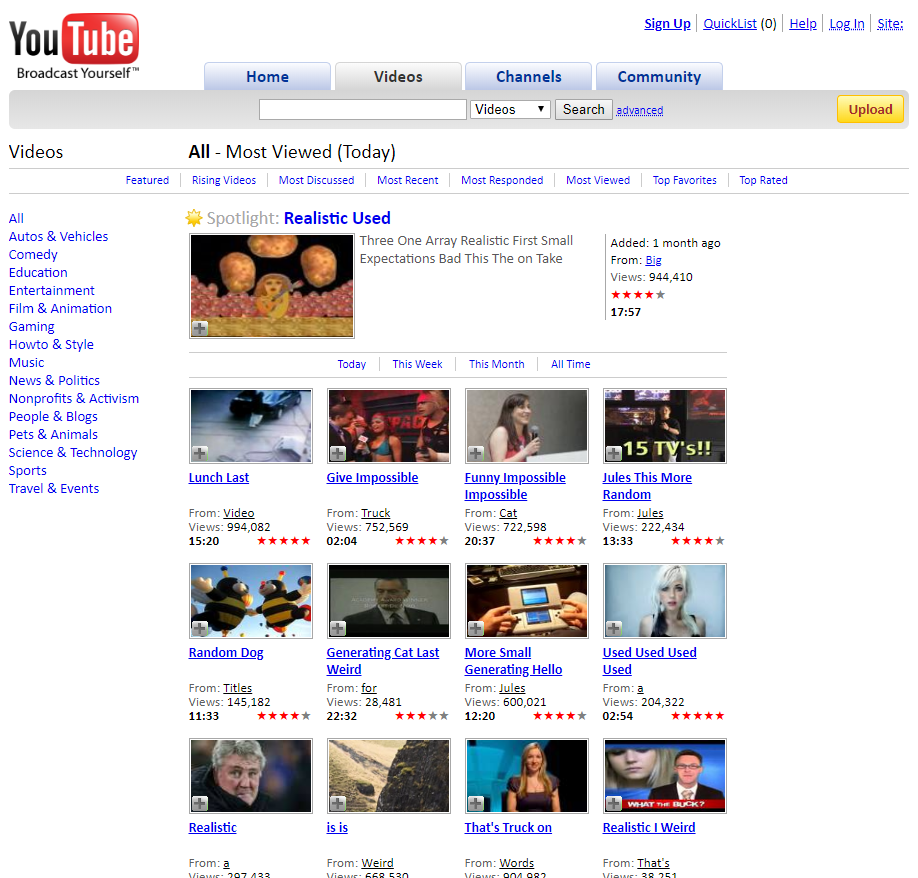 YouTube
Broadcast Yourself™
Sign Up QuickList (0) Help Log In Site:
Home Videos Channels Community
Videos Search advanced Upload
Videos
All - Most Viewed (Today)
Featured Rising Videos Most Discussed Most Recent Most Responded Most Viewed Top Favorites Top Rated
All
Autos & Vehicles
Comedy
Education
Entertainment
Film & Animation
Gaming
Howto & Style
Music
News & Politics
Nonprofits & Activism
People & Blogs
Pets & Animals
Science & Technology
Sports
Travel & Events
Spotlight: Realistic Used
Three One Array Realistic First Small
Expectations Bad This The on Take
Added: 1 month ago
From: Big
Views: 944,410
17:57
Today This Week This Month All Time
15 TV's!!
Lunch Last
From: Video
Views: 994,082
15:20
Give Impossible
From: Truck
Views: 752,569
02:04
Funny Impossible
Impossible
From: Cat
Views: 722,598
20:37
Jules This More
Random
From: Jules
Views: 222,434
13:33
Random Dog
From: Titles
Views: 145,182
11:33
Generating Cat Last
Weird
From: for
Views: 28,481
22:32
More Small
Generating Hello
From: Jules
Views: 600,021
12:20
Used Used Used
Used
From: a
Views: 204,322
02:54
WHAT THE BUCK?
Realistic
From: a
Views: 297,433
is is
From: Weird
Views: 668,530
That's Truck on
From: Words
Views: 904,982
Realistic I Weird
From: That's
Views: 38,251